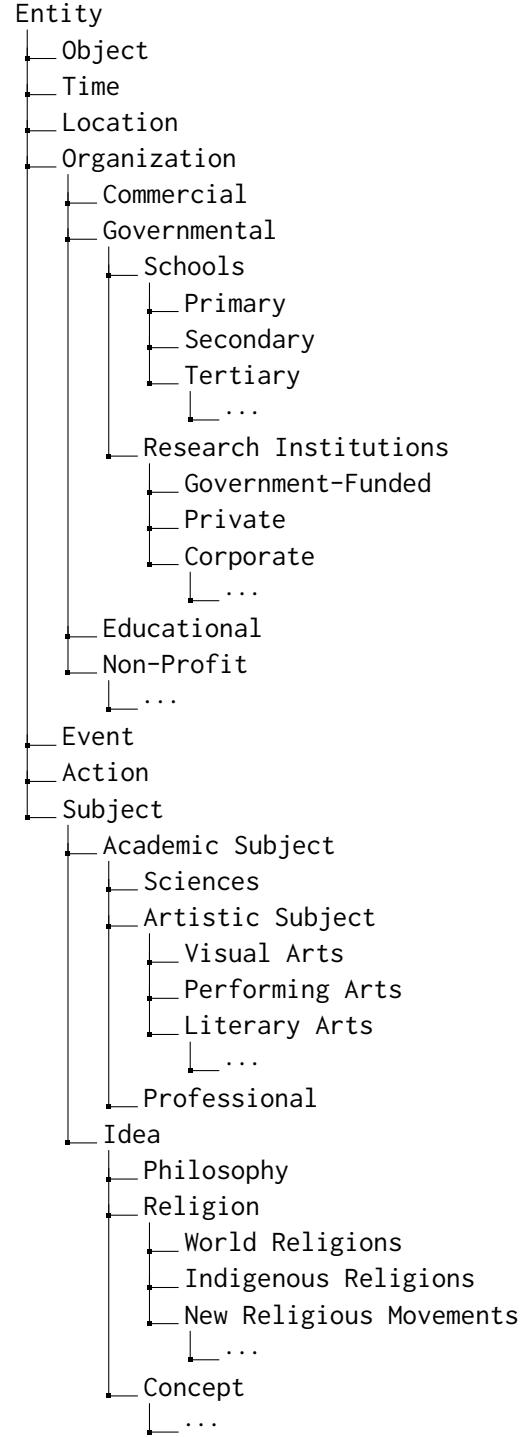 Entity
Object
Time
Location
Organization
Commercial
Governmental
Schools
Primary
Secondary
Tertiary
...
Research Institutions
Government-Funded
Private
Corporate
...
Educational
Non-Profit
...
Event
Action
Subject
Academic Subject
Sciences
Artistic Subject
Visual Arts
Performing Arts
Literary Arts
...
Professional
Idea
Philosophy
Religion
World Religions
Indigenous Religions
New Religious Movements
...
Concept
...